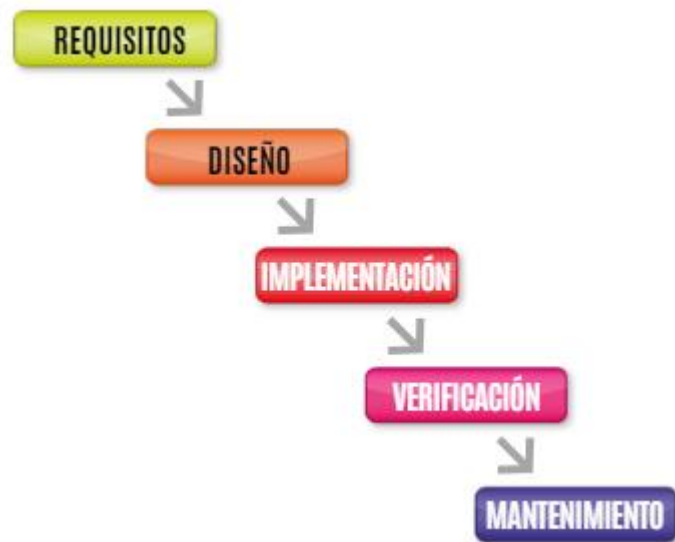 REQUISITOS
DISEÑO
IMPLEMENTACIÓN
VERIFICACIÓN
MANTENIMIENTO